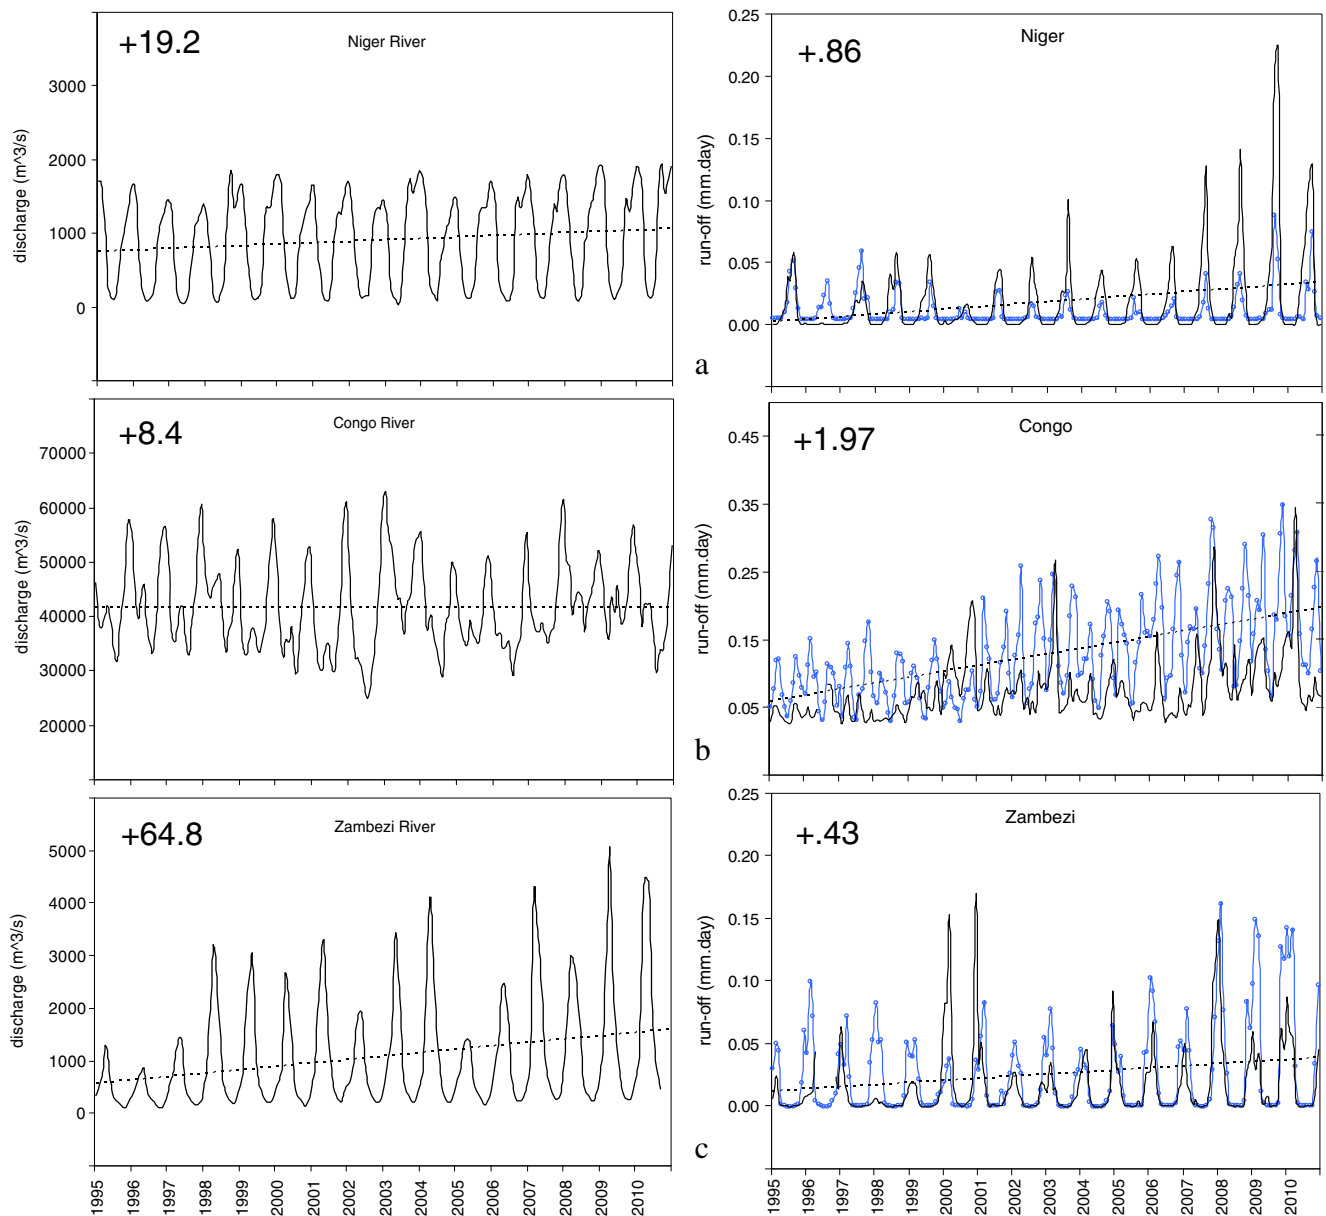 +19.2
Niger River
discharge (m^3/s)
3000
2000
1000
0
+.86
Niger
run-off (mm.day)
0.25
0.20
0.15
0.10
0.05
0.00
a
+8.4
Congo River
discharge (m^3/s)
70000
60000
50000
40000
30000
20000
+1.97
Congo
run-off (mm.day)
0.45
0.35
0.25
0.15
0.05
b
+64.8
Zambezi River
discharge (m^3/s)
5000
4000
3000
2000
1000
0
1995 1996 1997 1998 1999 2000 2001 2002 2003 2004 2005 2006 2007 2008 2009 2010
+.43
Zambezi
run-off (mm.day)
0.25
0.20
0.15
0.10
0.05
0.00
c
1995 1996 1997 1998 1999 2000 2001 2002 2003 2004 2005 2006 2007 2008 2009 2010